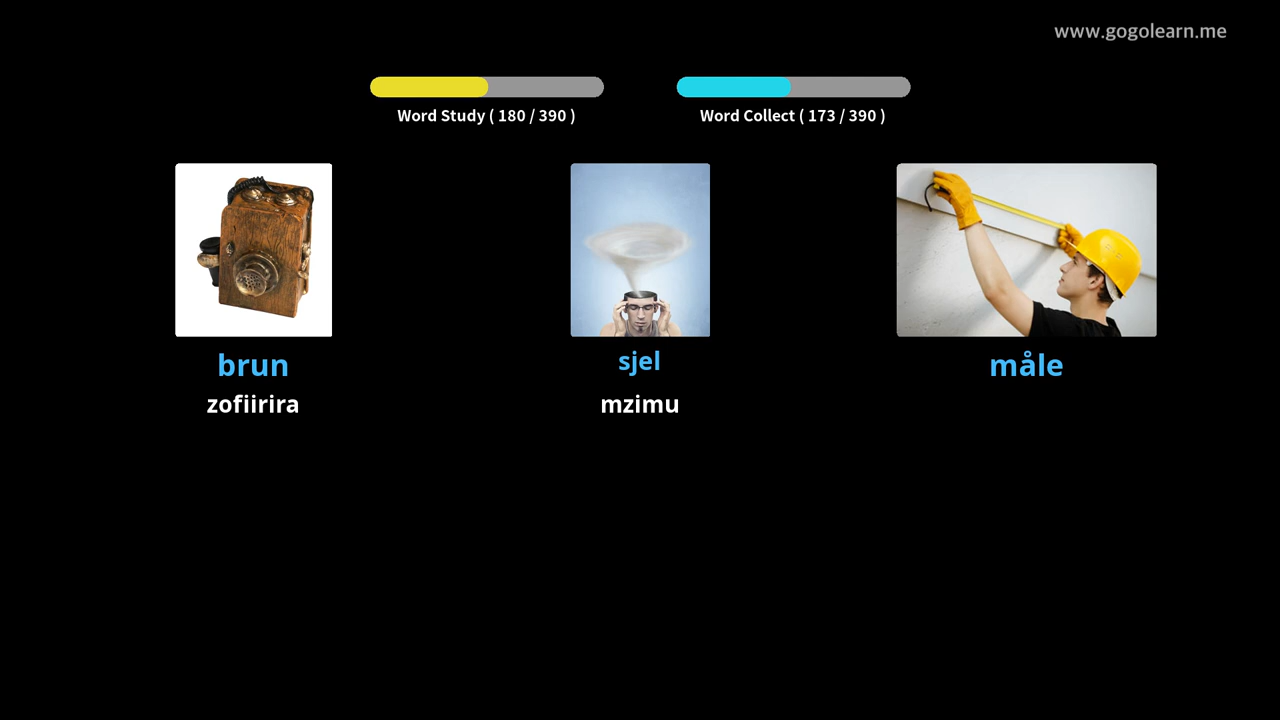 www.gogolearn.me
Word Study ( 180 / 390 )
Word Collect ( 173 / 390 )
brun
sjel
måle
zofiirira
mzimu